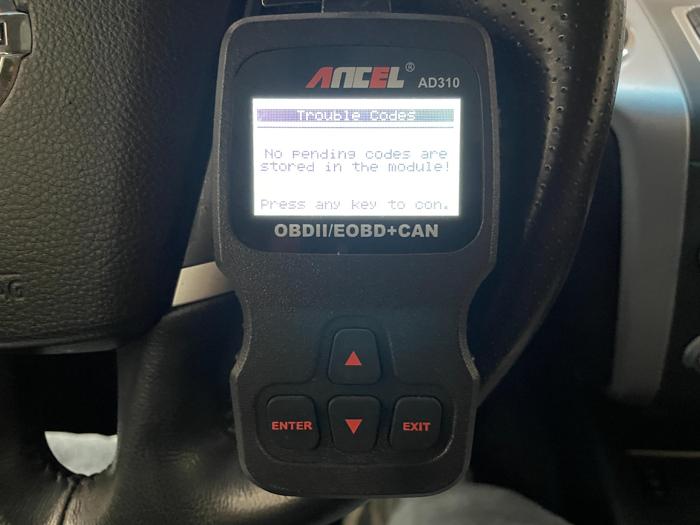 ANCEL®
AD310
Trouble Codes
No pending codes are
stored in the module!
Press any key to con.
OBDII/EOBD+CAN
ENTER
EXIT